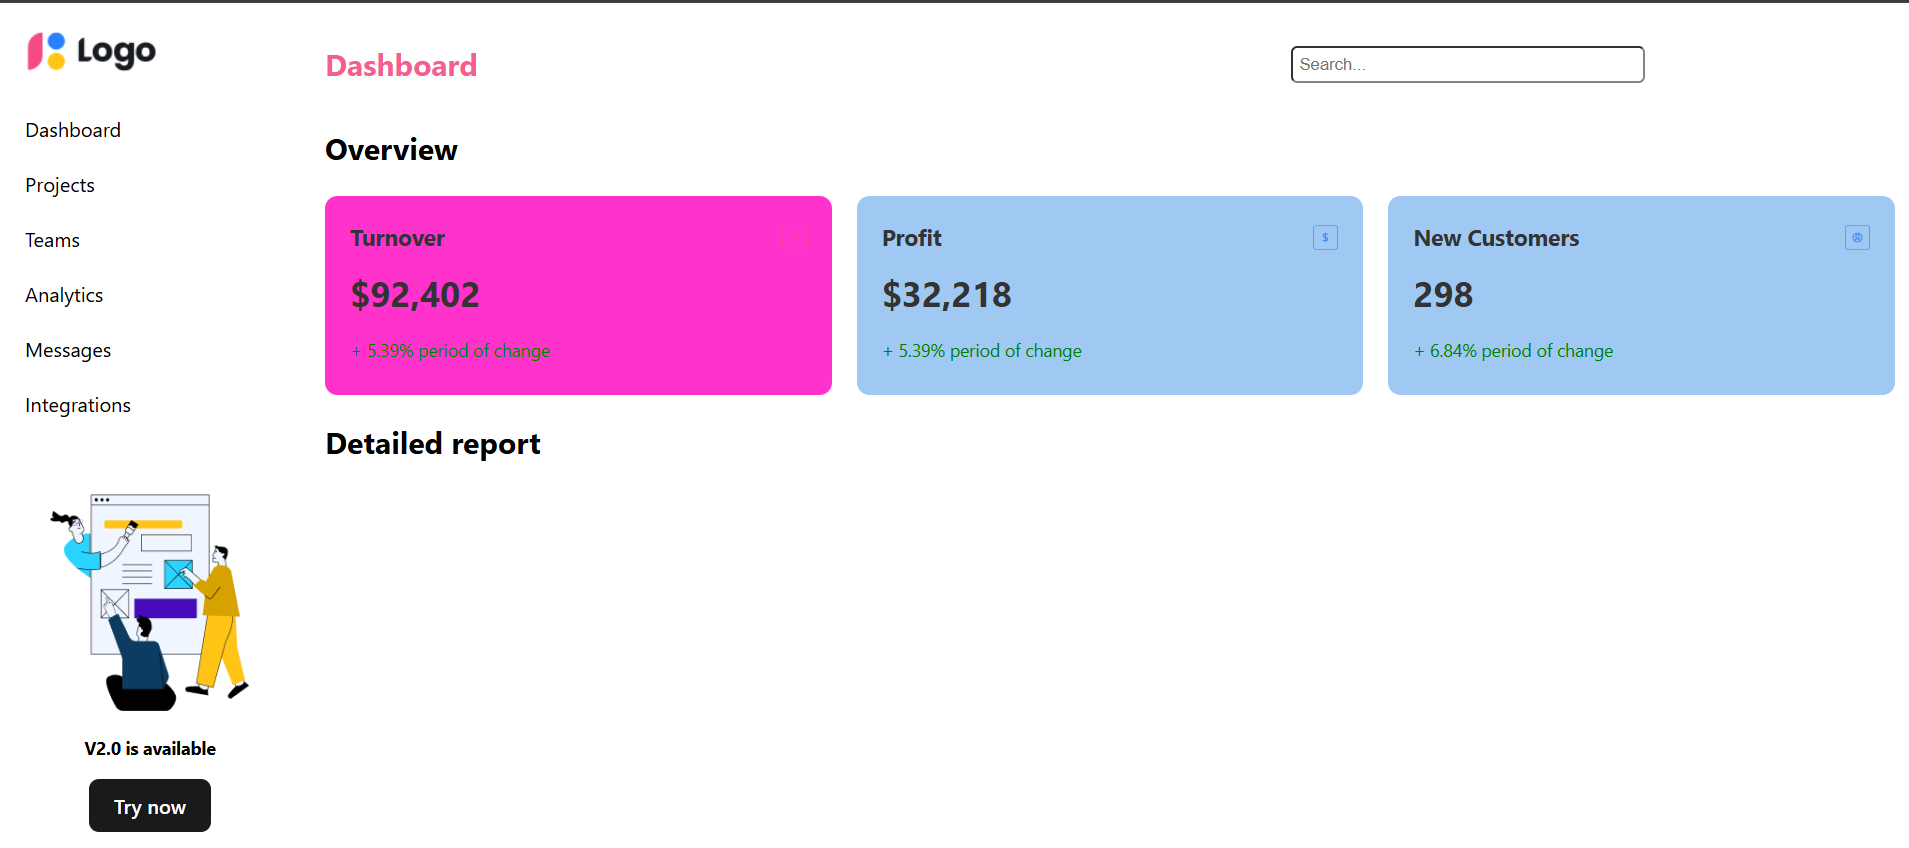 Logo
Dashboard
Projects
Teams
Analytics
Messages
Integrations
V2.0 is available
Try now
Dashboard
Search...
Overview
Turnover
$92,402
+ 5.39% period of change
Profit
$
$32,218
+ 5.39% period of change
New Customers
298
+ 6.84% period of change
Detailed report